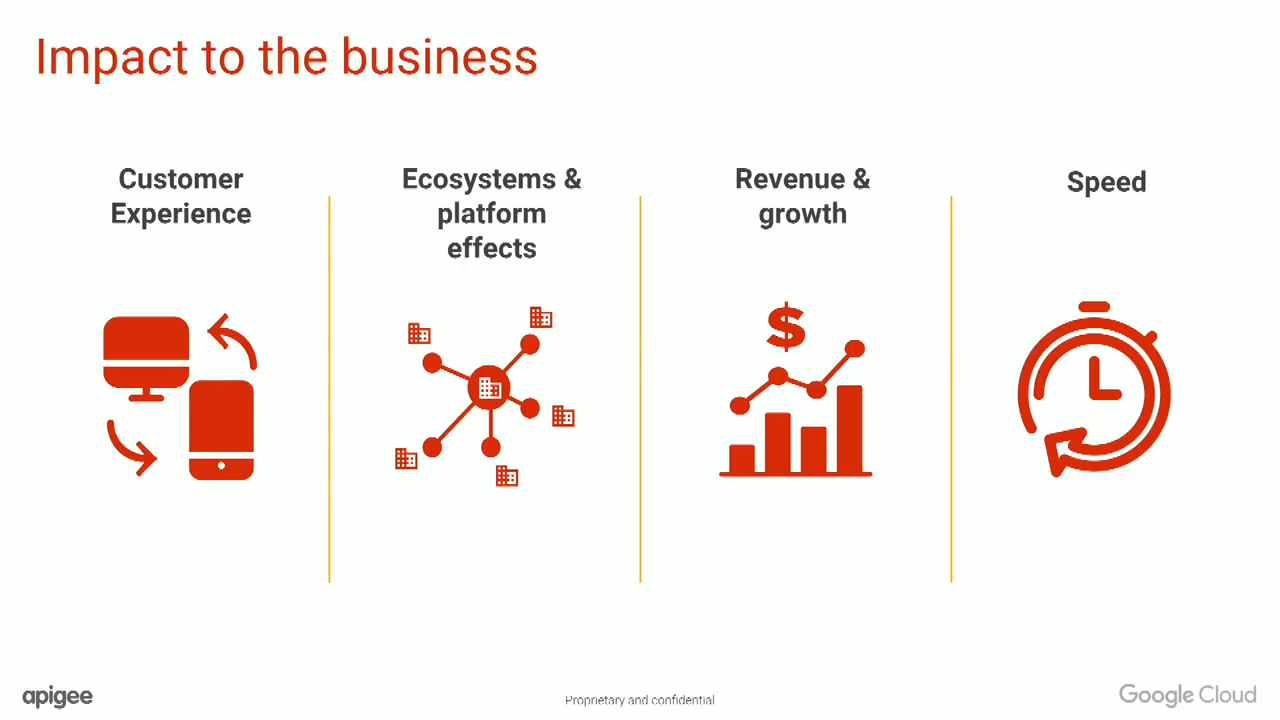 Impact to the business
Customer
Experience
Ecosystems &
platform
effects
Revenue &
growth
Speed
$
apigee
Proprietary and confidential
Google Cloud